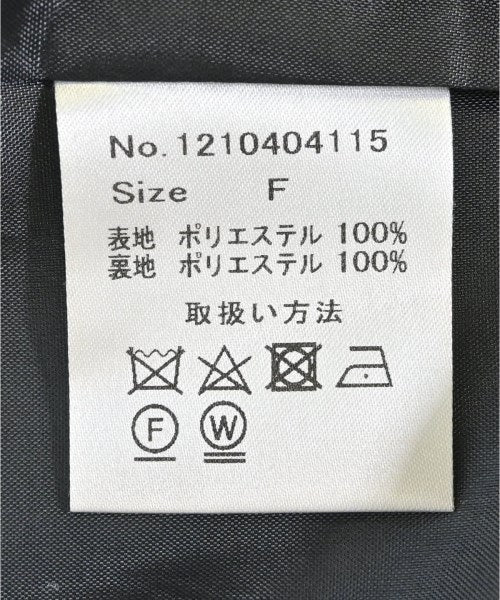 No.1210404115
Size F
表地 ポリエステル 100%
裏地 ポリエステル 100%
取扱い方法
F W